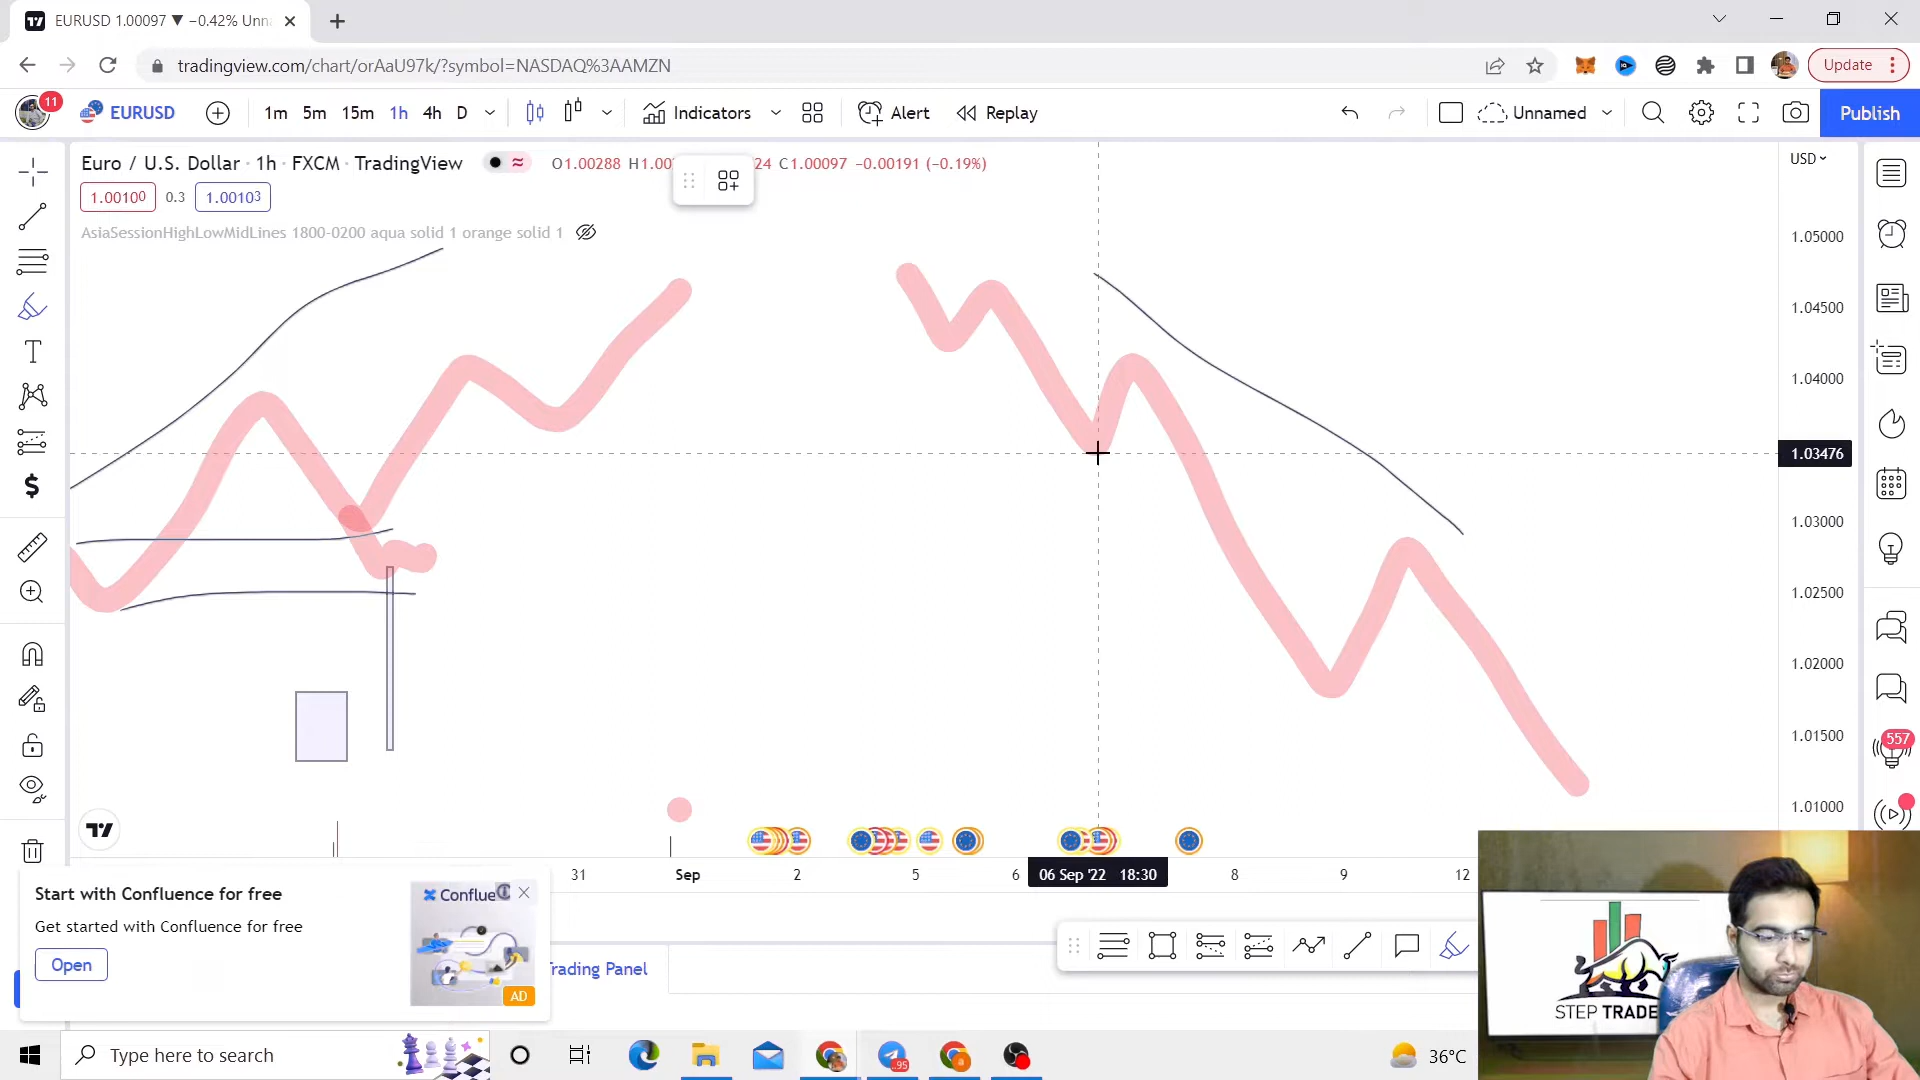 EURUSD 1.00097 ▼ −0.42% Unna
tradingview.com/chart/orAaU97k/?symbol=NASDAQ%3AAMZN
Update
11
EURUSD
1m 5m 15m 1h 4h D
Indicators
Alert
Replay
Unnamed
Publish
Euro / U.S. Dollar · 1h · FXCM · TradingView
O1.00288 H1.00 24 C1.00097 −0.00191 (−0.19%)
USD
1.00100 0.3 1.00103
AsiaSessionHighLowMidLines 1800-0200 aqua solid 1 orange solid 1
1.05000
1.04500
1.04000
1.03476
1.03000
1.02500
1.02000
1.01500
1.01000
557
31 Sep 2 5 6 06 Sep '22 18:30 8 9 12
Start with Confluence for free
Get started with Confluence for free
Open
Conflue
AD
Trading Panel
STEP TRADE
Type here to search
95
36°C